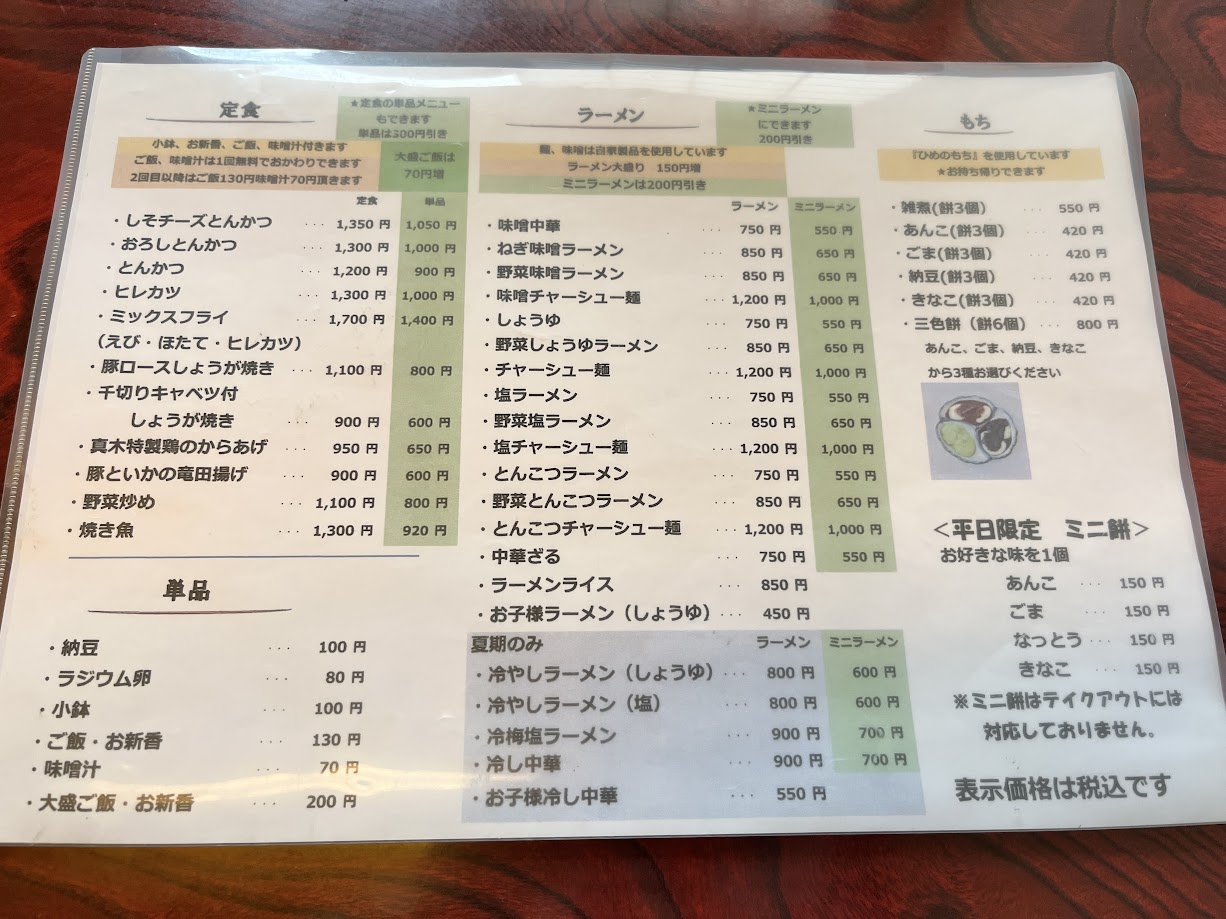 定食
★定食の単品メニュー
もできます
単品は300円引き
小鉢、お新香、ご飯、味噌汁付きます
ご飯、味噌汁は1回無料でおかわりできます
2回目以降はご飯130円味噌汁70円頂きます
大盛ご飯は
70円増
定食 単品
・しそチーズとんかつ ··· 1,350 円 1,050 円
・おろしとんかつ ··· 1,300 円 1,000 円
・とんかつ ··· 1,200 円 900 円
・ヒレカツ ··· 1,300 円 1,000 円
・ミックスフライ ··· 1,700 円 1,400 円
（えび・ほたて・ヒレカツ）
・豚ロースしょうが焼き ··· 1,100 円 800 円
・千切りキャベツ付
しょうが焼き ··· 900 円 600 円
・真木特製鶏のからあげ ··· 950 円 650 円
・豚といかの竜田揚げ ··· 900 円 600 円
・野菜炒め ··· 1,100 円 800 円
・焼き魚 ··· 1,300 円 920 円
単品
・納豆 ··· 100 円
・ラジウム卵 ··· 80 円
・小鉢 ··· 100 円
・ご飯・お新香 ··· 130 円
・味噌汁 ··· 70 円
・大盛ご飯・お新香 ··· 200 円
ラーメン
★ミニラーメン
にできます
200円引き
麺、味噌は自家製品を使用しています
ラーメン大盛り 150円増
ミニラーメンは200円引き
ラーメン ミニラーメン
・味噌中華 ··· 750 円 550 円
・ねぎ味噌ラーメン ··· 850 円 650 円
・野菜味噌ラーメン ··· 850 円 650 円
・味噌チャーシュー麺 ··· 1,200 円 1,000 円
・しょうゆ ··· 750 円 550 円
・野菜しょうゆラーメン ··· 850 円 650 円
・チャーシュー麺 ··· 1,200 円 1,000 円
・塩ラーメン ··· 750 円 550 円
・野菜塩ラーメン ··· 850 円 650 円
・塩チャーシュー麺 ··· 1,200 円 1,000 円
・とんこつラーメン ··· 750 円 550 円
・野菜とんこつラーメン ··· 850 円 650 円
・とんこつチャーシュー麺 ··· 1,200 円 1,000 円
・中華ざる ··· 750 円 550 円
・ラーメンライス ··· 850 円
・お子様ラーメン（しょうゆ） ··· 450 円
夏期のみ ラーメン ミニラーメン
・冷やしラーメン（しょうゆ） ··· 800 円 600 円
・冷やしラーメン（塩） ··· 800 円 600 円
・冷梅塩ラーメン ··· 900 円 700 円
・冷し中華 ··· 900 円 700 円
・お子様冷し中華 ··· 550 円
もち
『ひめのもち』を使用しています
★お持ち帰りできます
・雑煮(餅3個) ··· 550 円
・あんこ(餅3個) ··· 420 円
・ごま(餅3個) ··· 420 円
・納豆(餅3個) ··· 420 円
・きなこ(餅3個) ··· 420 円
・三色餅（餅6個） ··· 800 円
あんこ、ごま、納豆、きなこ
から3種お選びください
＜平日限定 ミニ餅＞
お好きな味を1個
あんこ ··· 150 円
ごま ··· 150 円
なっとう ··· 150 円
きなこ ··· 150 円
※ミニ餅はテイクアウトには
対応しておりません。
表示価格は税込です